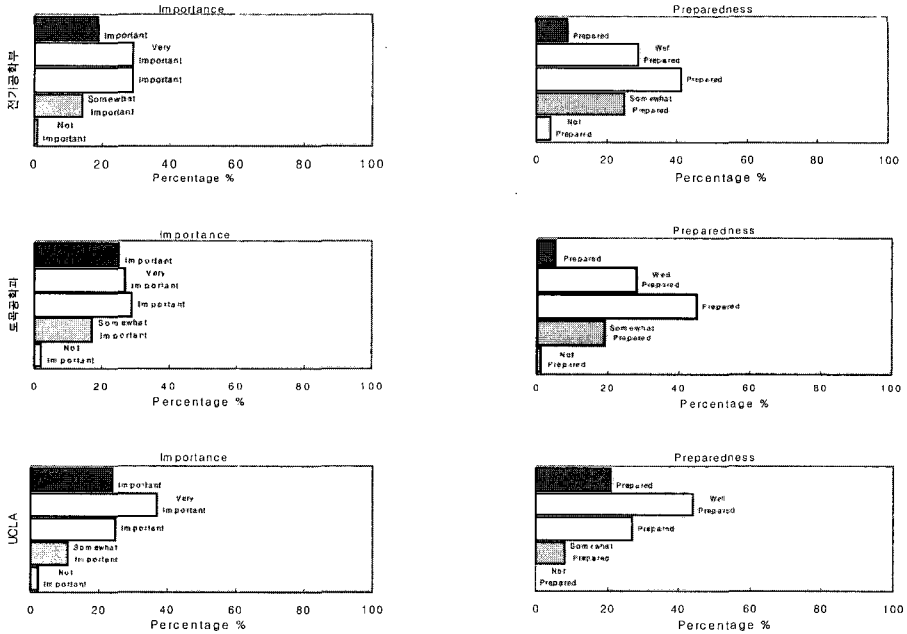 Importance
전기공학부
Important
Very
Important
Important
Somewhat
Important
Not
Important
0 20 40 60 80 100
Percentage %
Preparedness
Prepared
Well
Prepared
Prepared
Somewhat
Prepared
Not
Prepared
0 20 40 60 80 100
Percentage %
Importance
토목공학과
Important
Very
Important
Important
Somewhat
Important
Not
Important
0 20 40 60 80 100
Percentage %
Preparedness
Prepared
Well
Prepared
Prepared
Somewhat
Prepared
Not
Prepared
0 20 40 60 80 100
Percentage %
Importance
UCLA
Important
Very
Important
Important
Somewhat
Important
Not
Important
0 20 40 60 80 100
Percentage %
Preparedness
Prepared
Well
Prepared
Prepared
Somewhat
Prepared
Not
Prepared
0 20 40 60 80 100
Percentage %